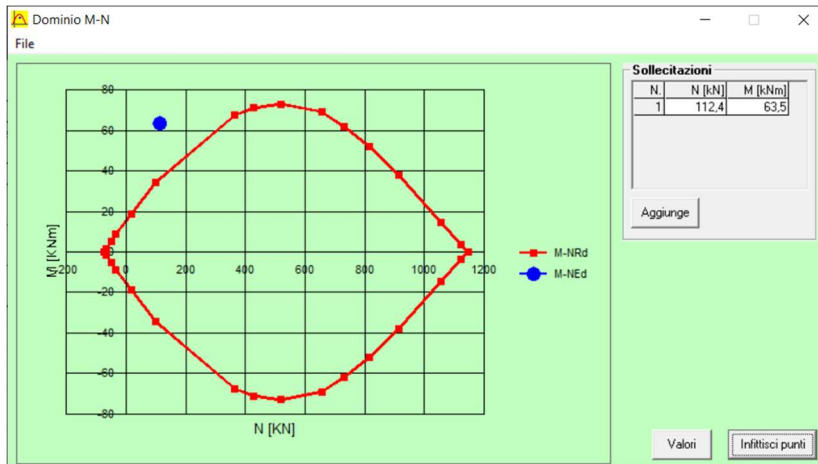 Dominio M-N
File
80
60
40
20
0
-200 0 200 400 600 800 1000 1200
-20
-40
-60
-80
M [KNm]
N [KN]
M-NRd
M-NEd
Sollecitazioni
N. N [kN] M [kNm]
1 112,4 63,5
Aggiunge
Valori
Infittisci punti